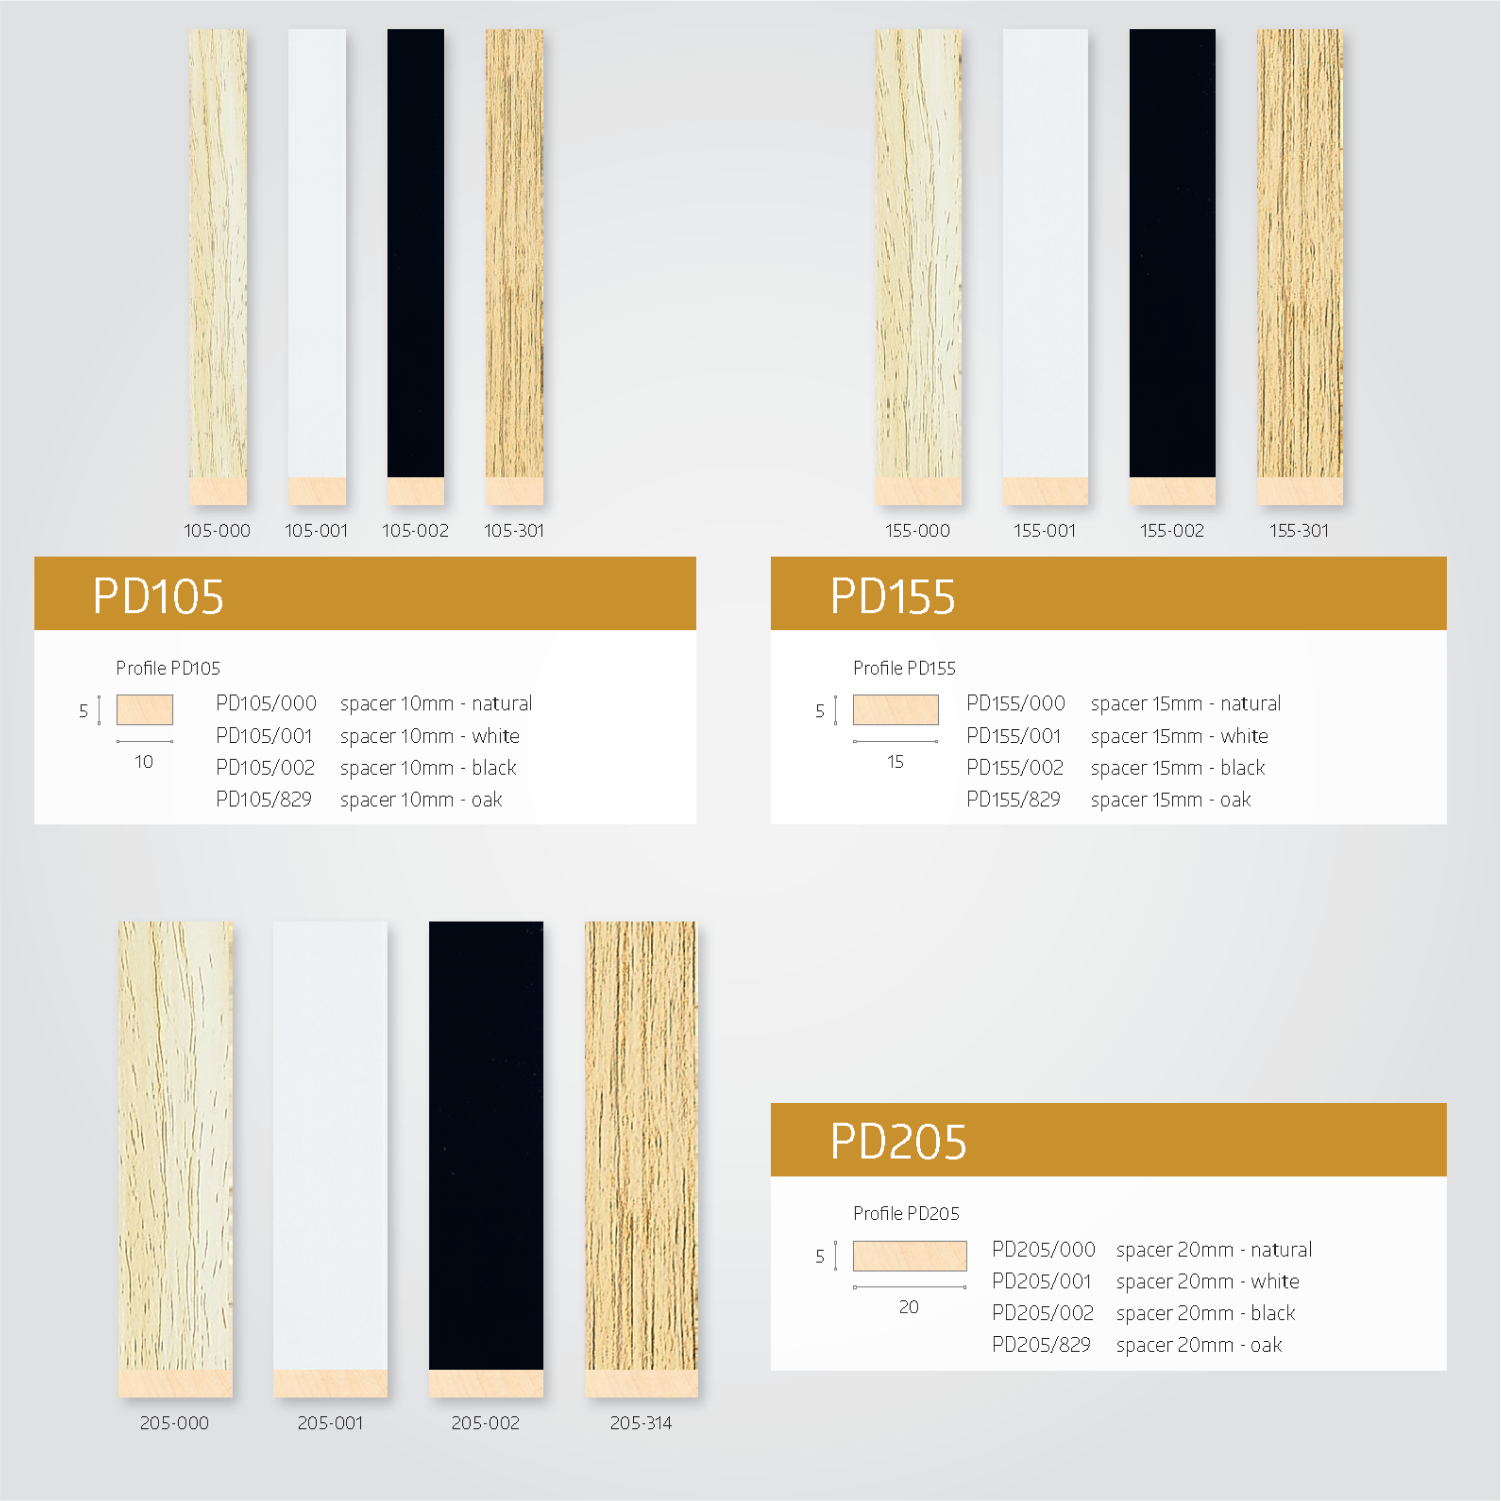 105-000 105-001 105-002 105-301
155-000 155-001 155-002 155-301
PD105
Profile PD105
5
10
PD105/000 spacer 10mm - natural
PD105/001 spacer 10mm - white
PD105/002 spacer 10mm - black
PD105/829 spacer 10mm - oak
PD155
Profile PD155
5
15
PD155/000 spacer 15mm - natural
PD155/001 spacer 15mm - white
PD155/002 spacer 15mm - black
PD155/829 spacer 15mm - oak
205-000 205-001 205-002 205-314
PD205
Profile PD205
5
20
PD205/000 spacer 20mm - natural
PD205/001 spacer 20mm - white
PD205/002 spacer 20mm - black
PD205/829 spacer 20mm - oak